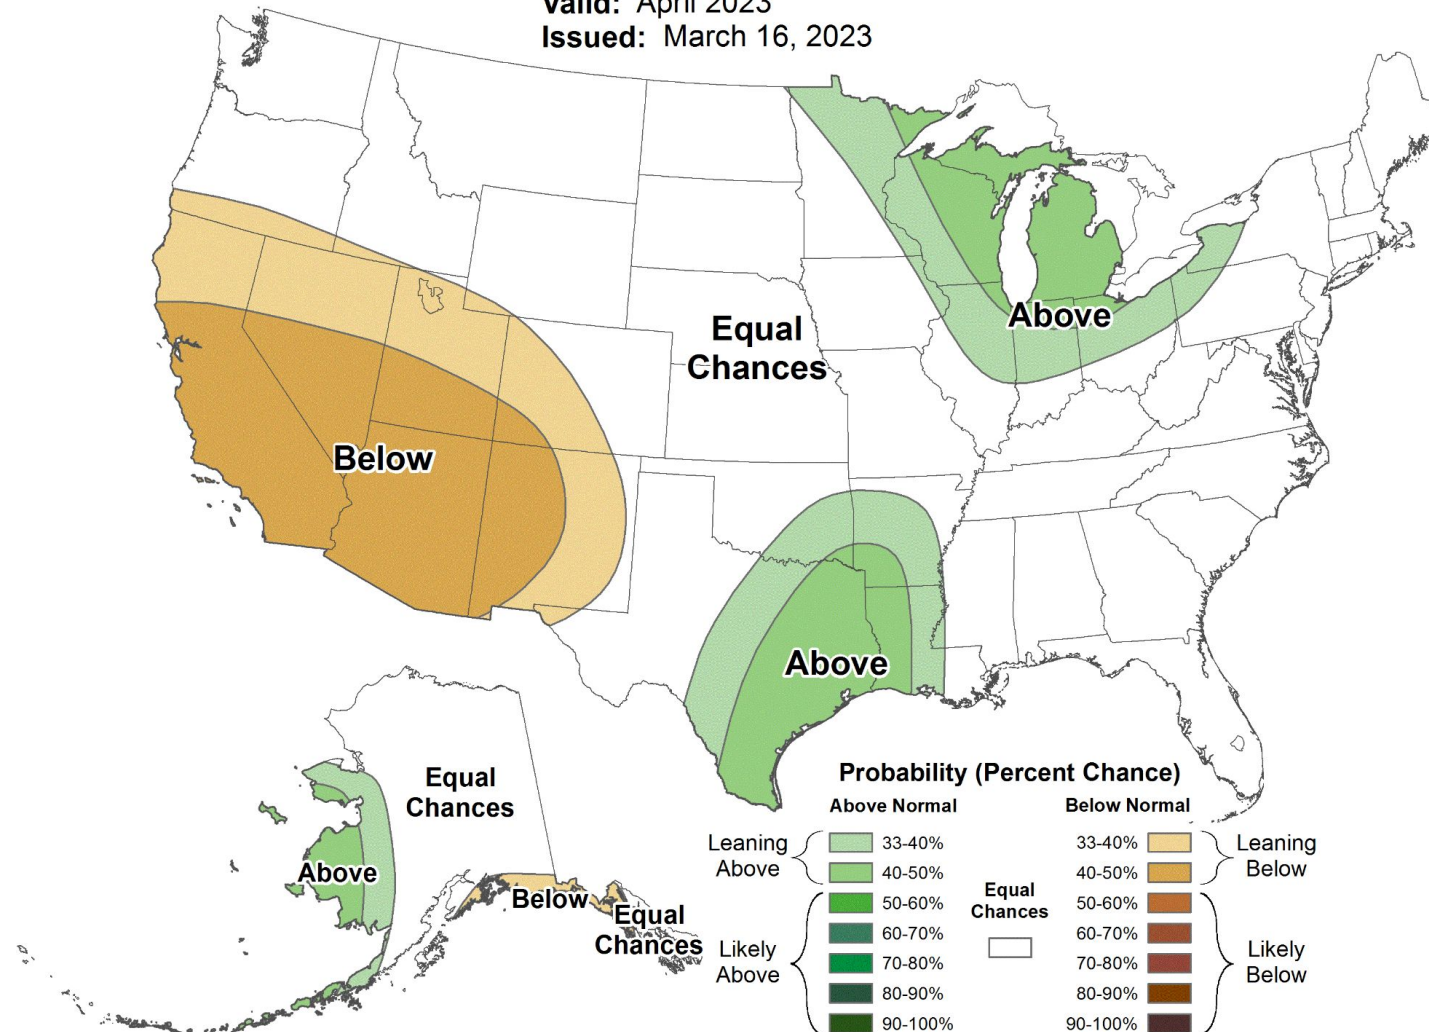 Valid: April 2023
Issued: March 16, 2023
Equal
Chances
Above
Below
Above
Equal
Chances
Above
Below
Equal
Chances
Probability (Percent Chance)
Above Normal
Below Normal
Leaning
Above
33-40%
40-50%
Likely
Above
50-60%
60-70%
70-80%
80-90%
90-100%
Equal
Chances
33-40%
40-50%
Leaning
Below
50-60%
60-70%
70-80%
80-90%
90-100%
Likely
Below